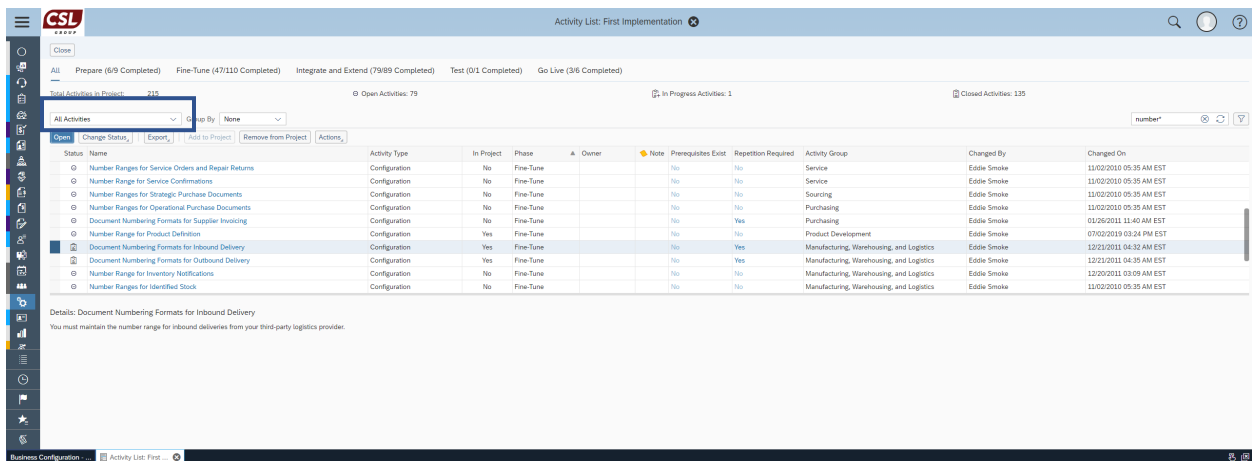 CSL
GROUP
Activity List: First Implementation
Close
All Prepare (6/9 Completed) Fine-Tune (47/110 Completed) Integrate and Extend (79/89 Completed) Test (0/1 Completed) Go Live (3/6 Completed)
Total Activities in Project: 215 Open Activities: 79 In Progress Activities: 1 Closed Activities: 135
All Activities Group By None number*
Open Change Status Export Add to Project Remove from Project Actions
Status Name Activity Type In Project Phase Owner Note Prerequisites Exist Repetition Required Activity Group Changed By Changed On
Number Ranges for Service Orders and Repair Returns Configuration No Fine-Tune No No Service Eddie Smoke 11/02/2010 05:35 AM EST
Number Ranges for Service Confirmations Configuration No Fine-Tune No No Service Eddie Smoke 11/02/2010 05:35 AM EST
Number Ranges for Strategic Purchase Documents Configuration No Fine-Tune No No Sourcing Eddie Smoke 11/02/2010 05:35 AM EST
Number Ranges for Operational Purchase Documents Configuration No Fine-Tune No No Purchasing Eddie Smoke 11/02/2010 05:35 AM EST
Document Numbering Formats for Supplier Invoicing Configuration No Fine-Tune No Yes Purchasing Eddie Smoke 01/26/2011 11:40 AM EST
Number Range for Product Definition Configuration Yes Fine-Tune No No Product Development Eddie Smoke 07/02/2019 03:24 PM EST
Document Numbering Formats for Inbound Delivery Configuration Yes Fine-Tune No Yes Manufacturing, Warehousing, and Logistics Eddie Smoke 12/21/2011 04:32 AM EST
Document Numbering Formats for Outbound Delivery Configuration Yes Fine-Tune No Yes Manufacturing, Warehousing, and Logistics Eddie Smoke 12/21/2011 04:35 AM EST
Number Range for Inventory Notifications Configuration No Fine-Tune No No Manufacturing, Warehousing, and Logistics Eddie Smoke 12/20/2011 03:09 AM EST
Number Ranges for Identified Stock Configuration No Fine-Tune No No Manufacturing, Warehousing, and Logistics Eddie Smoke 11/02/2010 05:35 AM EST
Details: Document Numbering Formats for Inbound Delivery
You must maintain the number range for inbound deliveries from your third-party logistics provider.
Business Configuration - ... Activity List: First ...